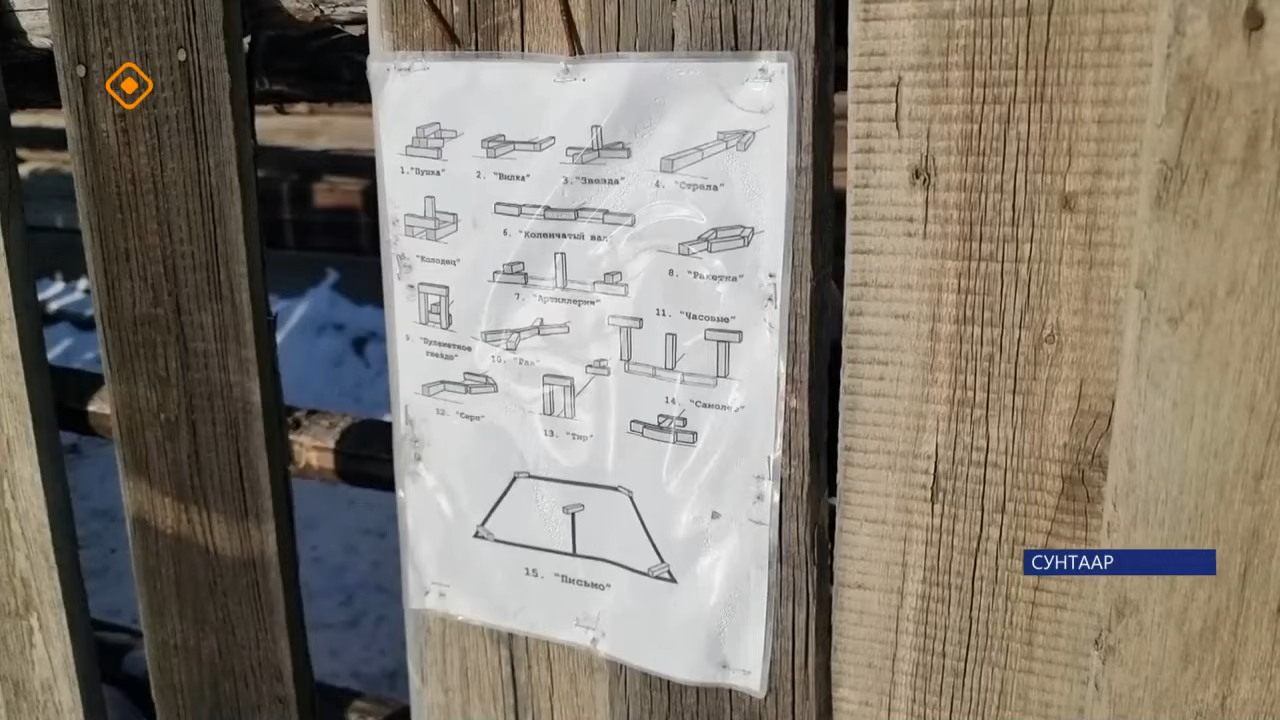 1."Пушка"
2. "Вилка"
3."Звезда"
4. "Стрела"
"Колодец"
6. "Коленчатый вал"
7. "Артиллерия"
8. "Ракетка"
9. "Пулеметное
гнездо"
10. "Рак"
11. "Часовые"
12. "Серп"
13. "Тир"
14. "Самолет"
15. "Письмо"
СУНТААР